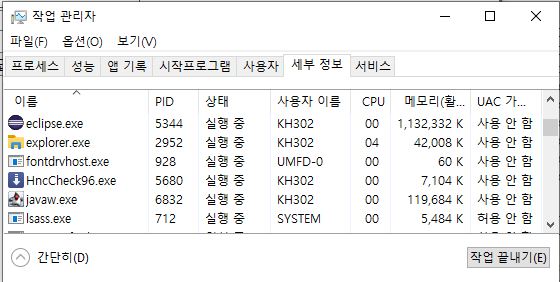 작업 관리자
파일(F) 옵션(O) 보기(V)
프로세스 성능 앱 기록 시작프로그램 사용자 세부 정보 서비스
이름 PID 상태 사용자 이름 CPU 메모리(활... UAC 가...
eclipse.exe 5344 실행 중 KH302 00 1,132,332 K 사용 안 함
explorer.exe 2952 실행 중 KH302 04 42,008 K 사용 안 함
fontdrvhost.exe 928 실행 중 UMFD-0 00 60 K 사용 안 함
HncCheck96.exe 5680 실행 중 KH302 00 7,104 K 사용 안 함
javaw.exe 6832 실행 중 KH302 00 119,684 K 사용 안 함
lsass.exe 712 실행 중 SYSTEM 00 5,484 K 허용 안 함
간단히(D) 작업 끝내기(E)